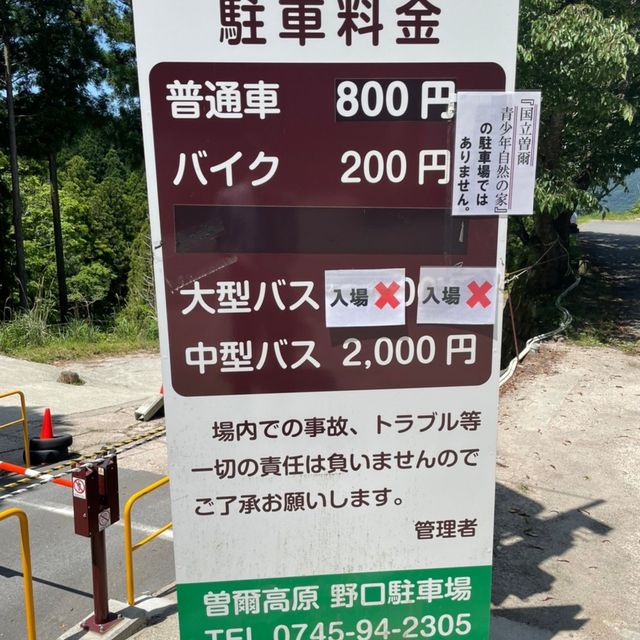 駐車料金
普通車 800円
バイク 200円
大型バス 入場❌ 入場❌
中型バス 2,000円
『国立曽爾
青少年自然の家』
の駐車場では
ありません。
場内での事故、トラブル等
一切の責任は負いませんので
ご了承お願いします。
管理者
曽爾高原 野口駐車場
TEL 0745-94-2305